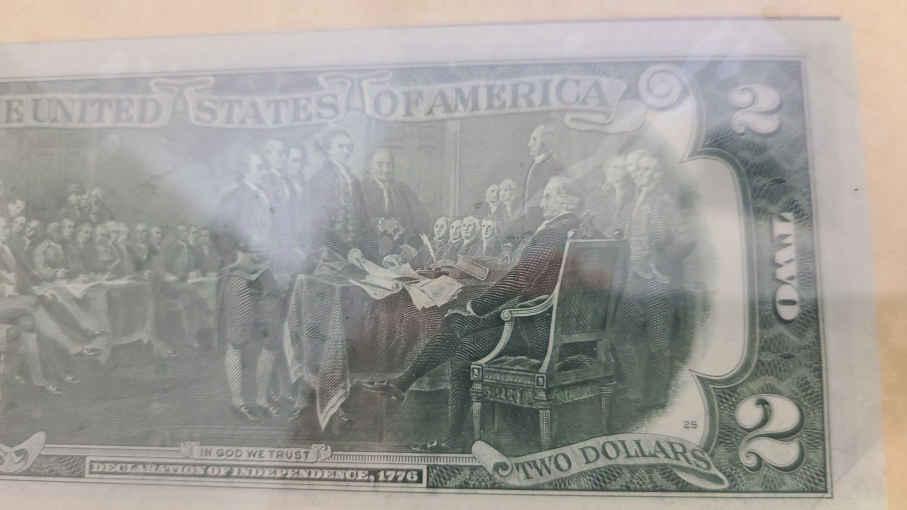 E UNITED STATES OF AMERICA
2
TWO
25
IN GOD WE TRUST
DECLARATION OF INDEPENDENCE, 1776
TWO DOLLARS
2